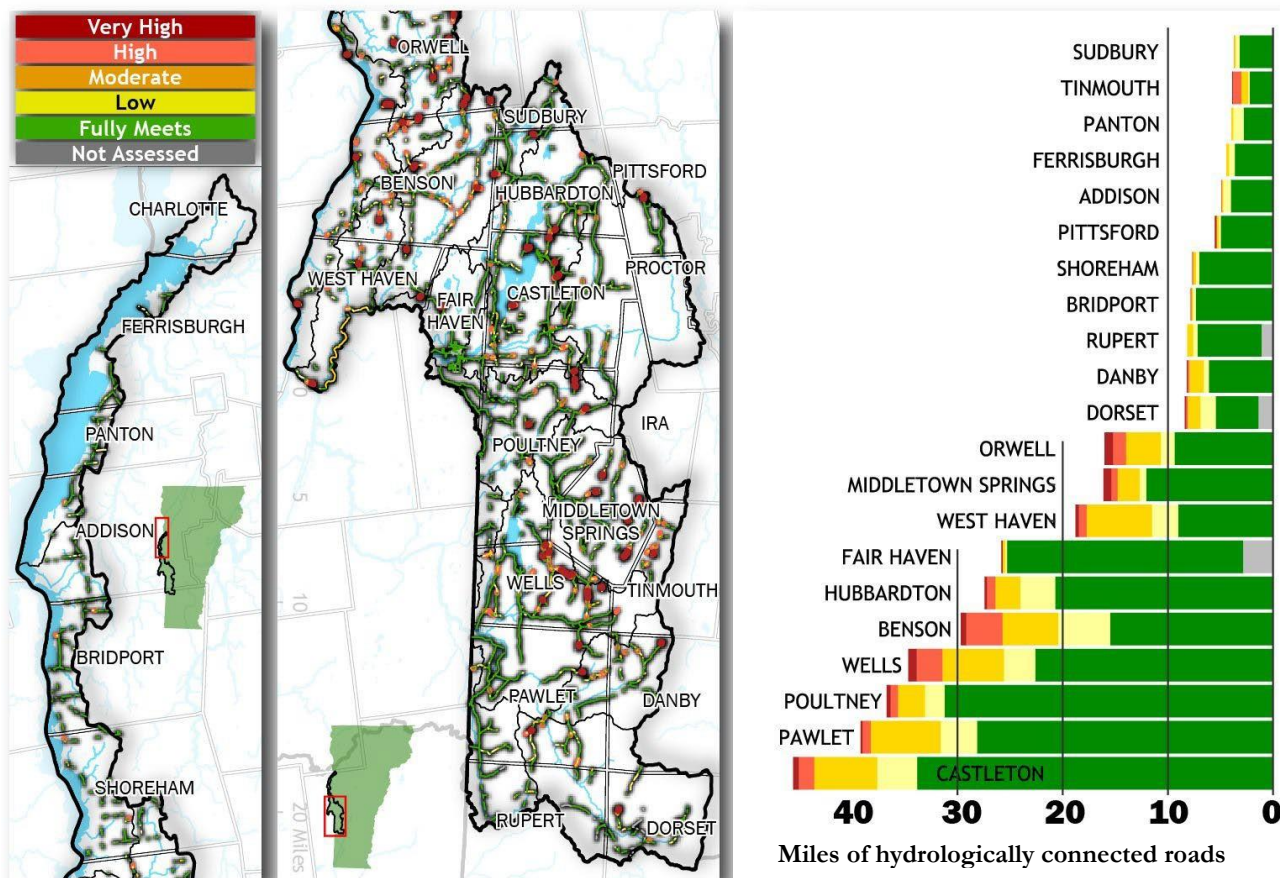 Very High
High
Moderate
Low
Fully Meets
Not Assessed
CHARLOTTE
FERRISBURGH
PANTON
ADDISON
BRIDPORT
SHOREHAM
ORWELL
SUDBURY
BENSON
HUBBARDTON
PITTSFORD
WEST HAVEN
FAIR
HAVEN
CASTLETON
PROCTOR
0
POULTNEY
IRA
5
MIDDLETOWN
SPRINGS
WELLS
TINMOUTH
10
PAWLET
DANBY
20 Miles
RUPERT
DORSET
SUDBURY
TINMOUTH
PANTON
FERRISBURGH
ADDISON
PITTSFORD
SHOREHAM
BRIDPORT
RUPERT
DANBY
DORSET
ORWELL
MIDDLETOWN SPRINGS
WEST HAVEN
FAIR HAVEN
HUBBARDTON
BENSON
WELLS
POULTNEY
PAWLET
CASTLETON
40 30 20 10 0
Miles of hydrologically connected roads